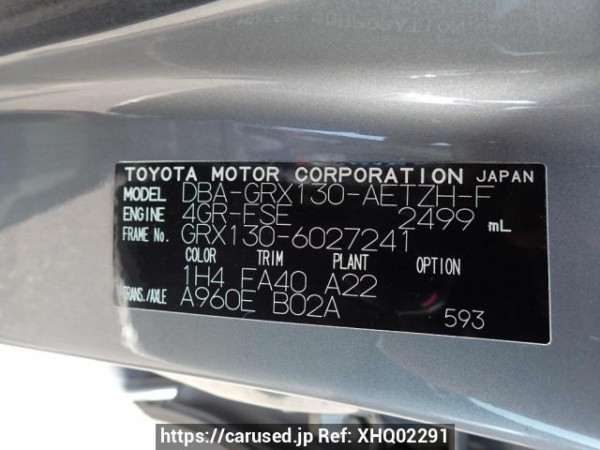 TOYOTA MOTOR CORPORATION JAPAN
MODEL DBA-GRX130-AETZH-F
ENGINE 4GR-FSE 2499 mL
FRAME No. GRX130-6027241
COLOR TRIM PLANT OPTION
1H4 FA40 A22
TRANS./AXLE A960E B02A
593
https://carused.jp Ref: XHQ02291